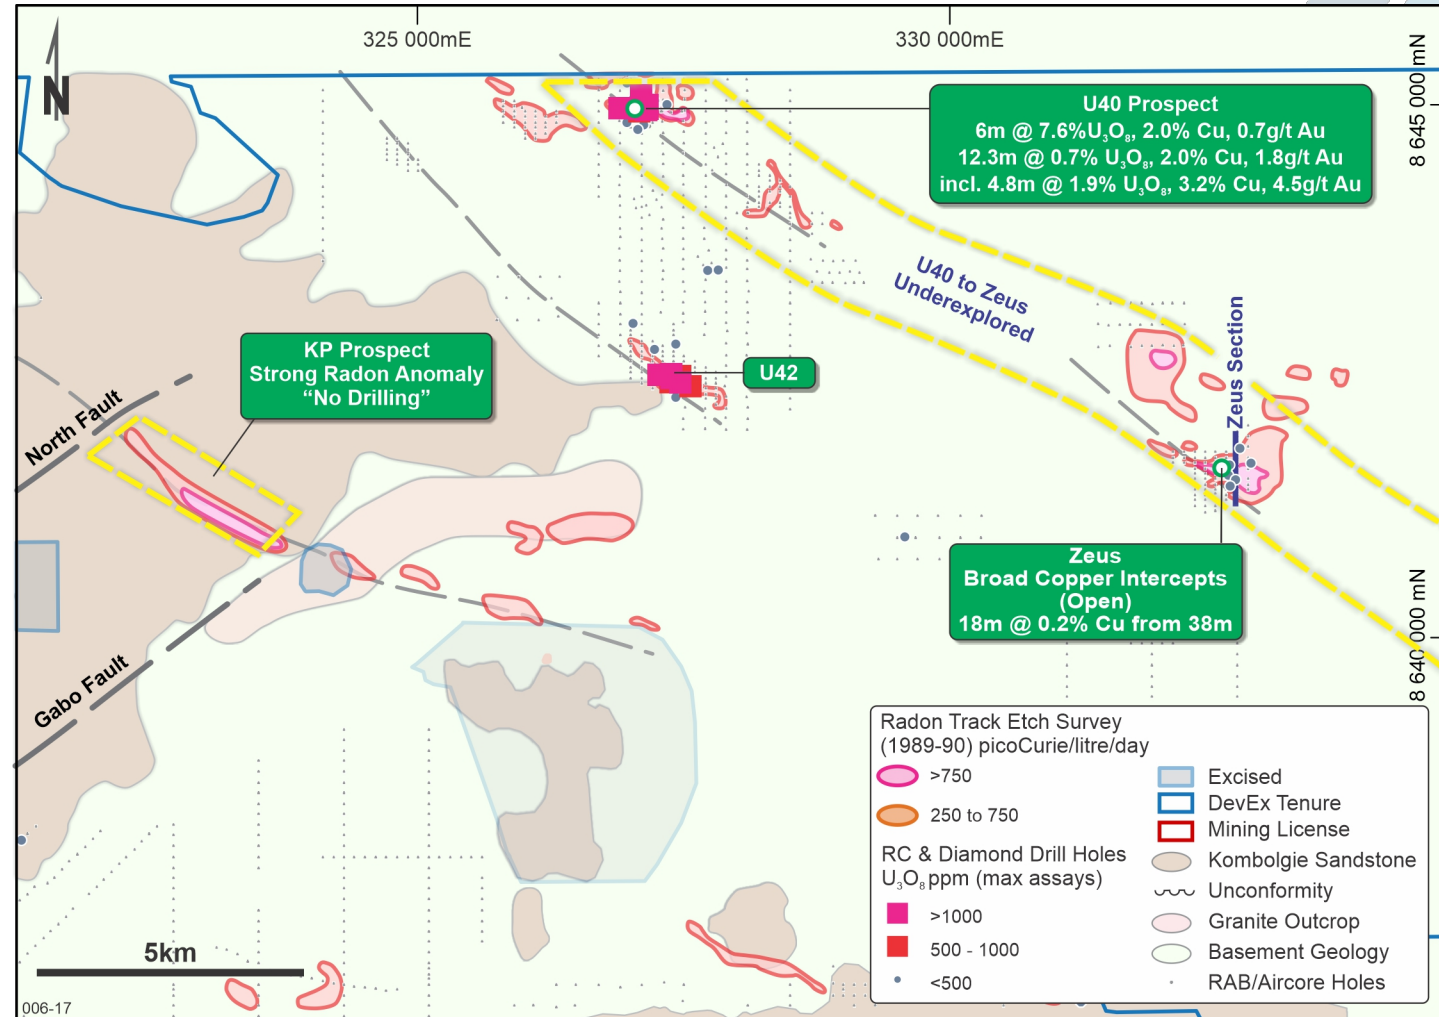 325 000mE
330 000mE
N
8 645 000 mN
U40 Prospect
6m @ 7.6%U₃O₈, 2.0% Cu, 0.7g/t Au
12.3m @ 0.7% U₃O₈, 2.0% Cu, 1.8g/t Au
incl. 4.8m @ 1.9% U₃O₈, 3.2% Cu, 4.5g/t Au
U40 to Zeus
Underexplored
Zeus Section
KP Prospect
Strong Radon Anomaly
“No Drilling”
U42
North Fault
Gabo Fault
Zeus
Broad Copper Intercepts
(Open)
18m @ 0.2% Cu from 38m
8 640 000 mN
Radon Track Etch Survey
(1989-90) picoCurie/litre/day
>750
250 to 750
RC & Diamond Drill Holes
U₃O₈ppm (max assays)
>1000
500 - 1000
<500
Excised
DevEx Tenure
Mining License
Kombolgie Sandstone
Unconformity
Granite Outcrop
Basement Geology
RAB/Aircore Holes
5km
006-17